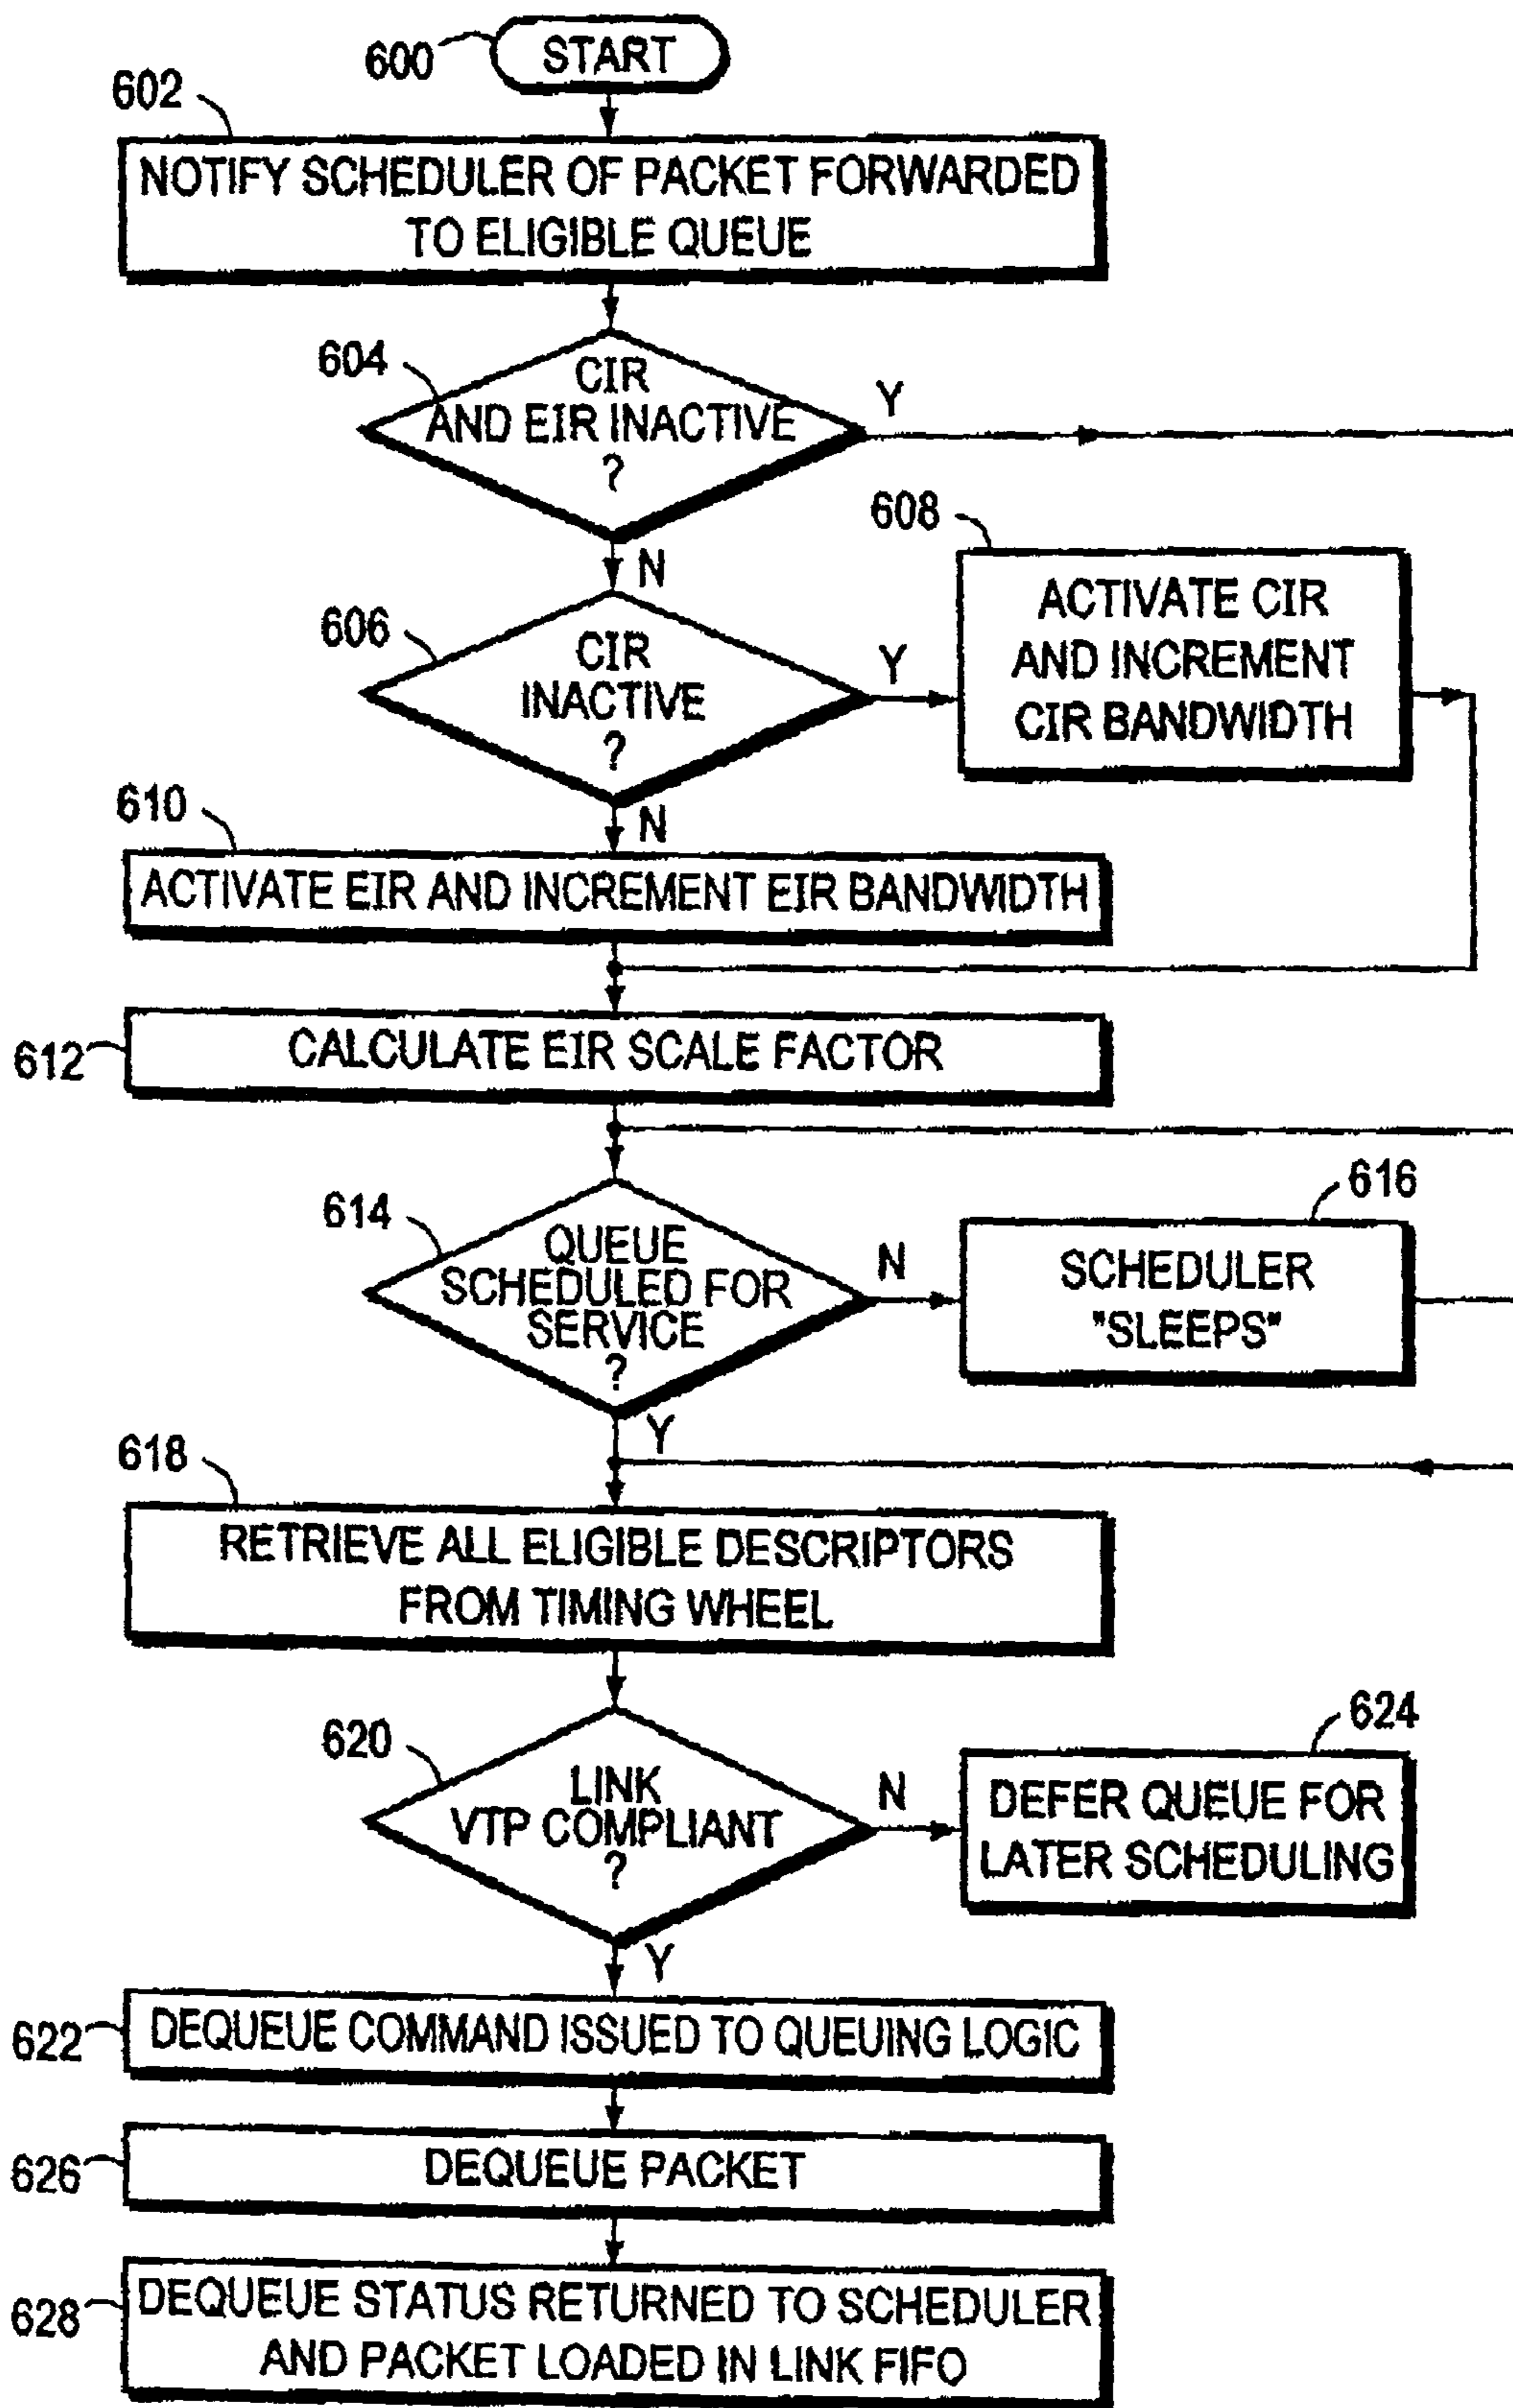 600
START
602
NOTIFY SCHEDULER OF PACKET FORWARDED
TO ELIGIBLE QUEUE
604
CIR
AND EIR INACTIVE
?
Y
N
606
CIR
INACTIVE
?
Y
608
ACTIVATE CIR
AND INCREMENT
CIR BANDWIDTH
N
610
ACTIVATE EIR AND INCREMENT EIR BANDWIDTH
612
CALCULATE EIR SCALE FACTOR
614
QUEUE
SCHEDULED FOR
SERVICE
?
N
616
SCHEDULER
"SLEEPS"
Y
618
RETRIEVE ALL ELIGIBLE DESCRIPTORS
FROM TIMING WHEEL
620
LINK
VTP COMPLIANT
?
N
624
DEFER QUEUE FOR
LATER SCHEDULING
Y
622
DEQUEUE COMMAND ISSUED TO QUEUING LOGIC
626
DEQUEUE PACKET
628
DEQUEUE STATUS RETURNED TO SCHEDULER
AND PACKET LOADED IN LINK FIFO